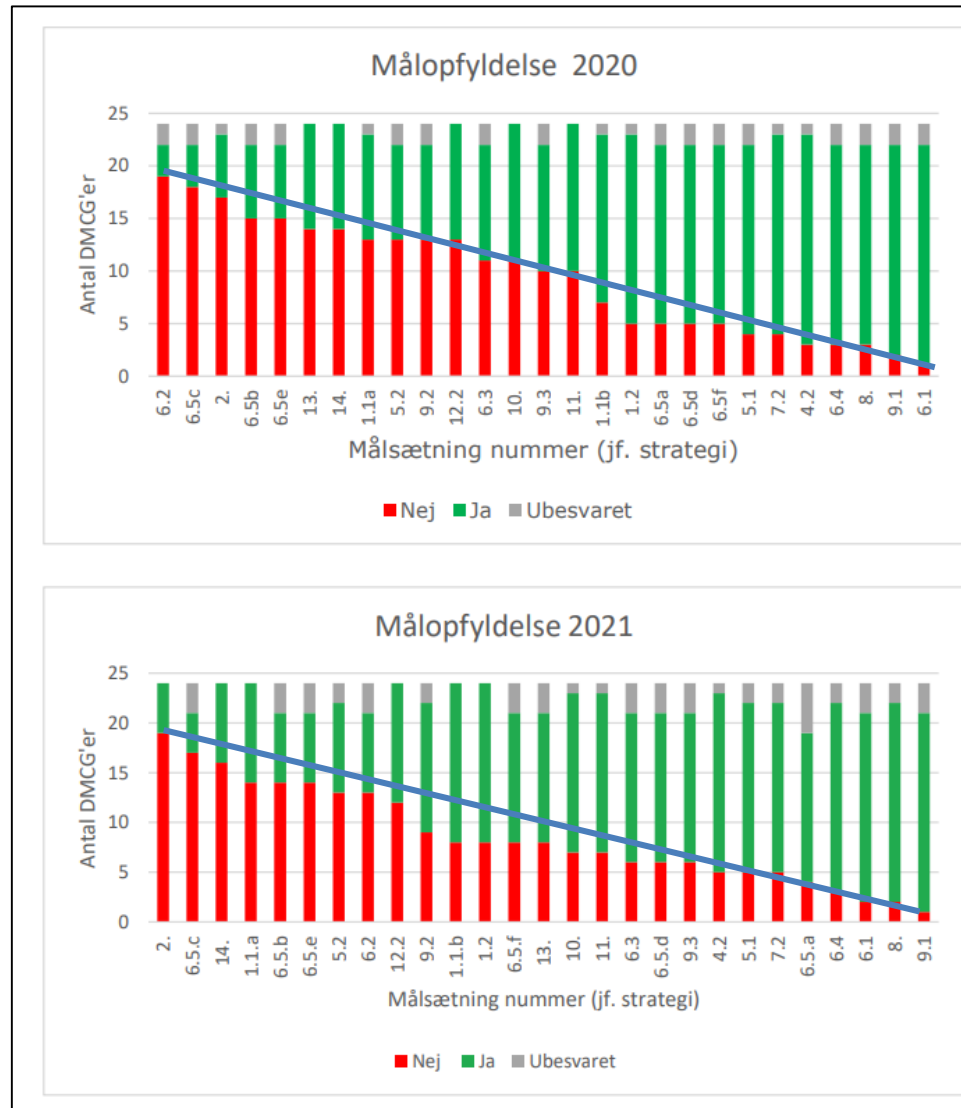 Målopfyldelse 2020
25
20
15
10
5
0
Antal DMCG'er
6.2 6.5c 2. 6.5b 6.5e 13. 14. 1.1a 5.2 9.2 12.2 6.3 10. 9.3 11. 1.1b 1.2 6.5a 6.5d 6.5f 5.1 7.2 4.2 6.4 8. 9.1 6.1
Målsætning nummer (jf. strategi)
Nej Ja Ubesvaret
Målopfyldelse 2021
25
20
15
10
5
0
Antal DMCG'er
2. 6.5.c 14. 1.1.a 6.5.b 6.5.e 5.2 6.2 12.2 9.2 1.1.b 1.2 6.5.f 13. 10. 11. 6.3 6.5.d 9.3 4.2 5.1 7.2 6.5.a 6.4 6.1 8. 9.1
Målsætning nummer (jf. strategi)
Nej Ja Ubesvaret